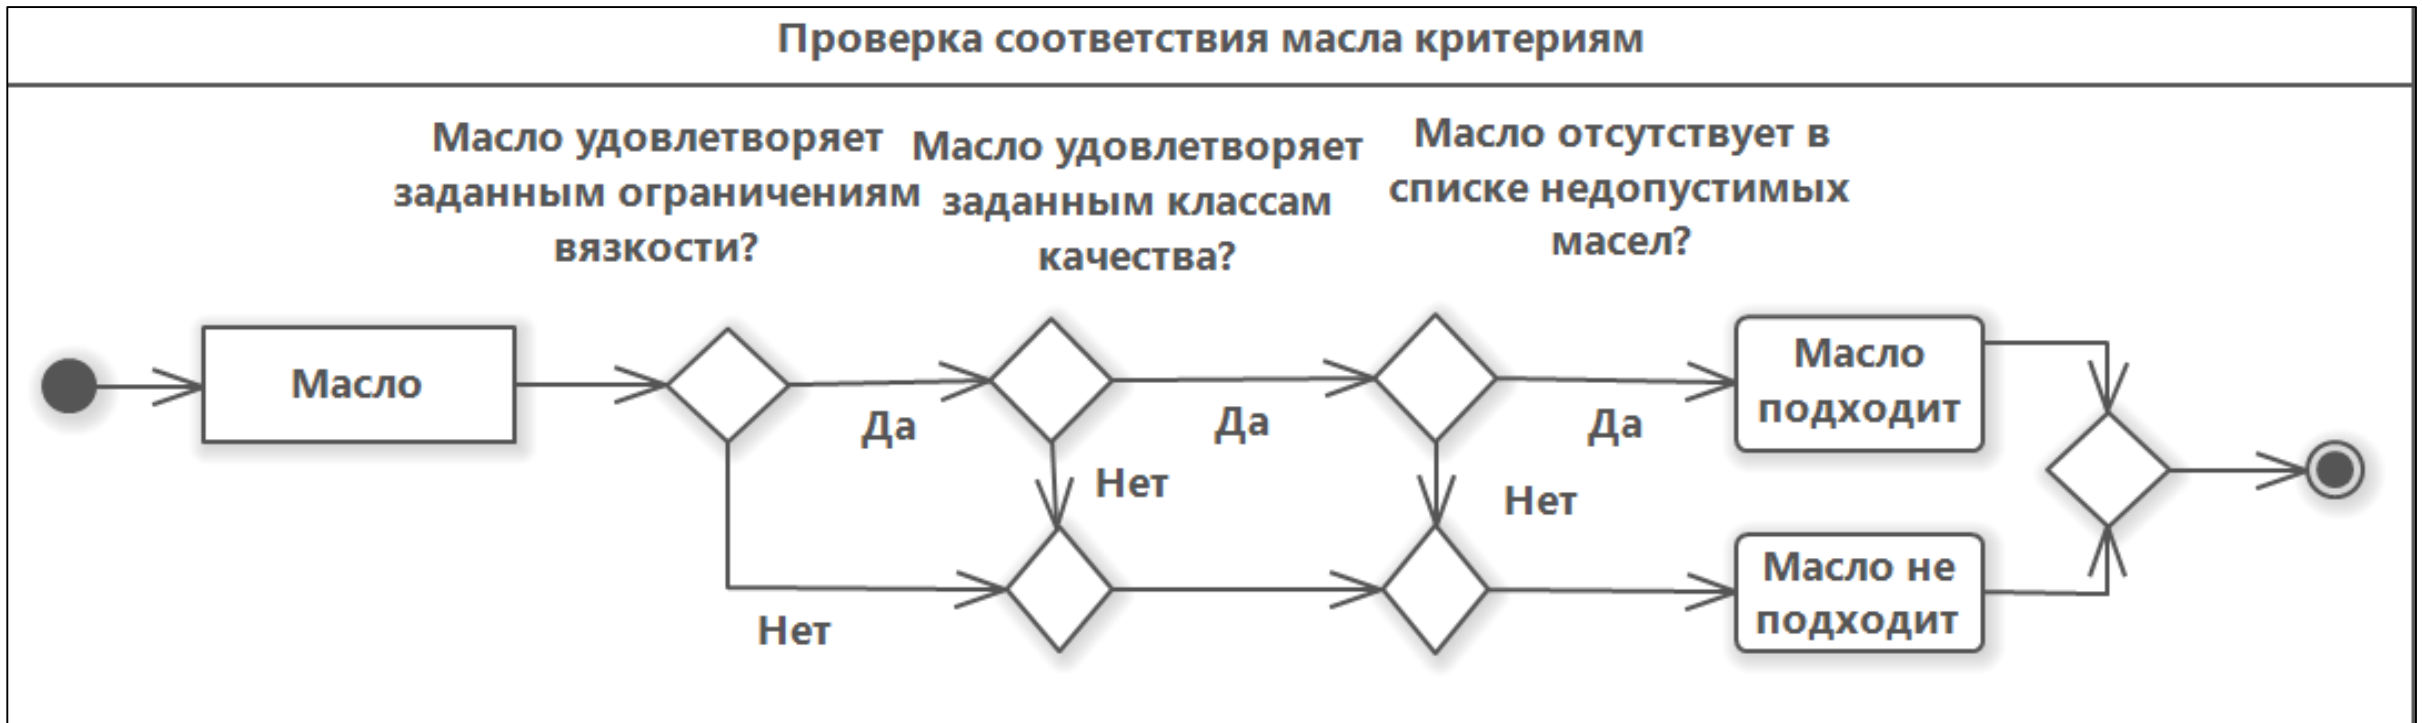 Проверка соответствия масла критериям
Масло удовлетворяет
заданным ограничениям
вязкости?
Масло удовлетворяет
заданным классам
качества?
Масло отсутствует в
списке недопустимых
масел?
Масло
Да
Да
Да
Масло
подходит
Нет
Нет
Нет
Масло не
подходит